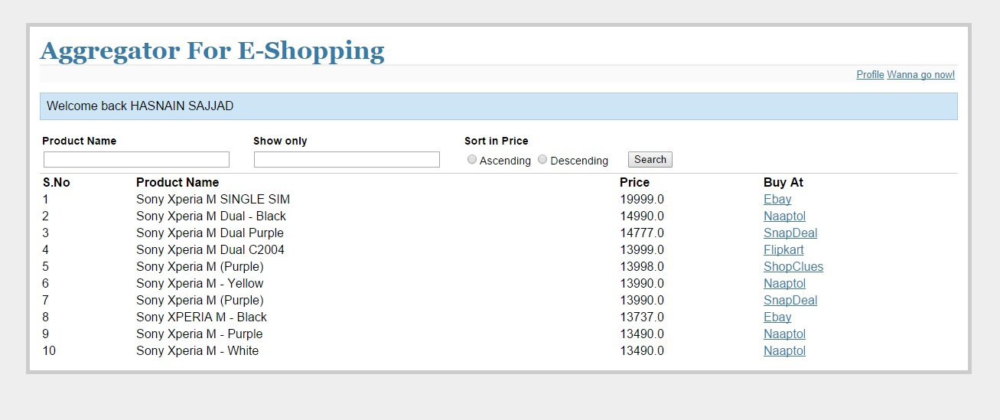 Aggregator For E-Shopping
Profile Wanna go now!
Welcome back HASNAIN SAJJAD
Product Name Show only Sort in Price
Ascending Descending Search
S.No Product Name Price Buy At
1 Sony Xperia M SINGLE SIM 19999.0 Ebay
2 Sony Xperia M Dual - Black 14990.0 Naaptol
3 Sony Xperia M Dual Purple 14777.0 SnapDeal
4 Sony Xperia M Dual C2004 13999.0 Flipkart
5 Sony Xperia M (Purple) 13998.0 ShopClues
6 Sony Xperia M - Yellow 13990.0 Naaptol
7 Sony Xperia M (Purple) 13990.0 SnapDeal
8 Sony XPERIA M - Black 13737.0 Ebay
9 Sony Xperia M - Purple 13490.0 Naaptol
10 Sony Xperia M - White 13490.0 Naaptol